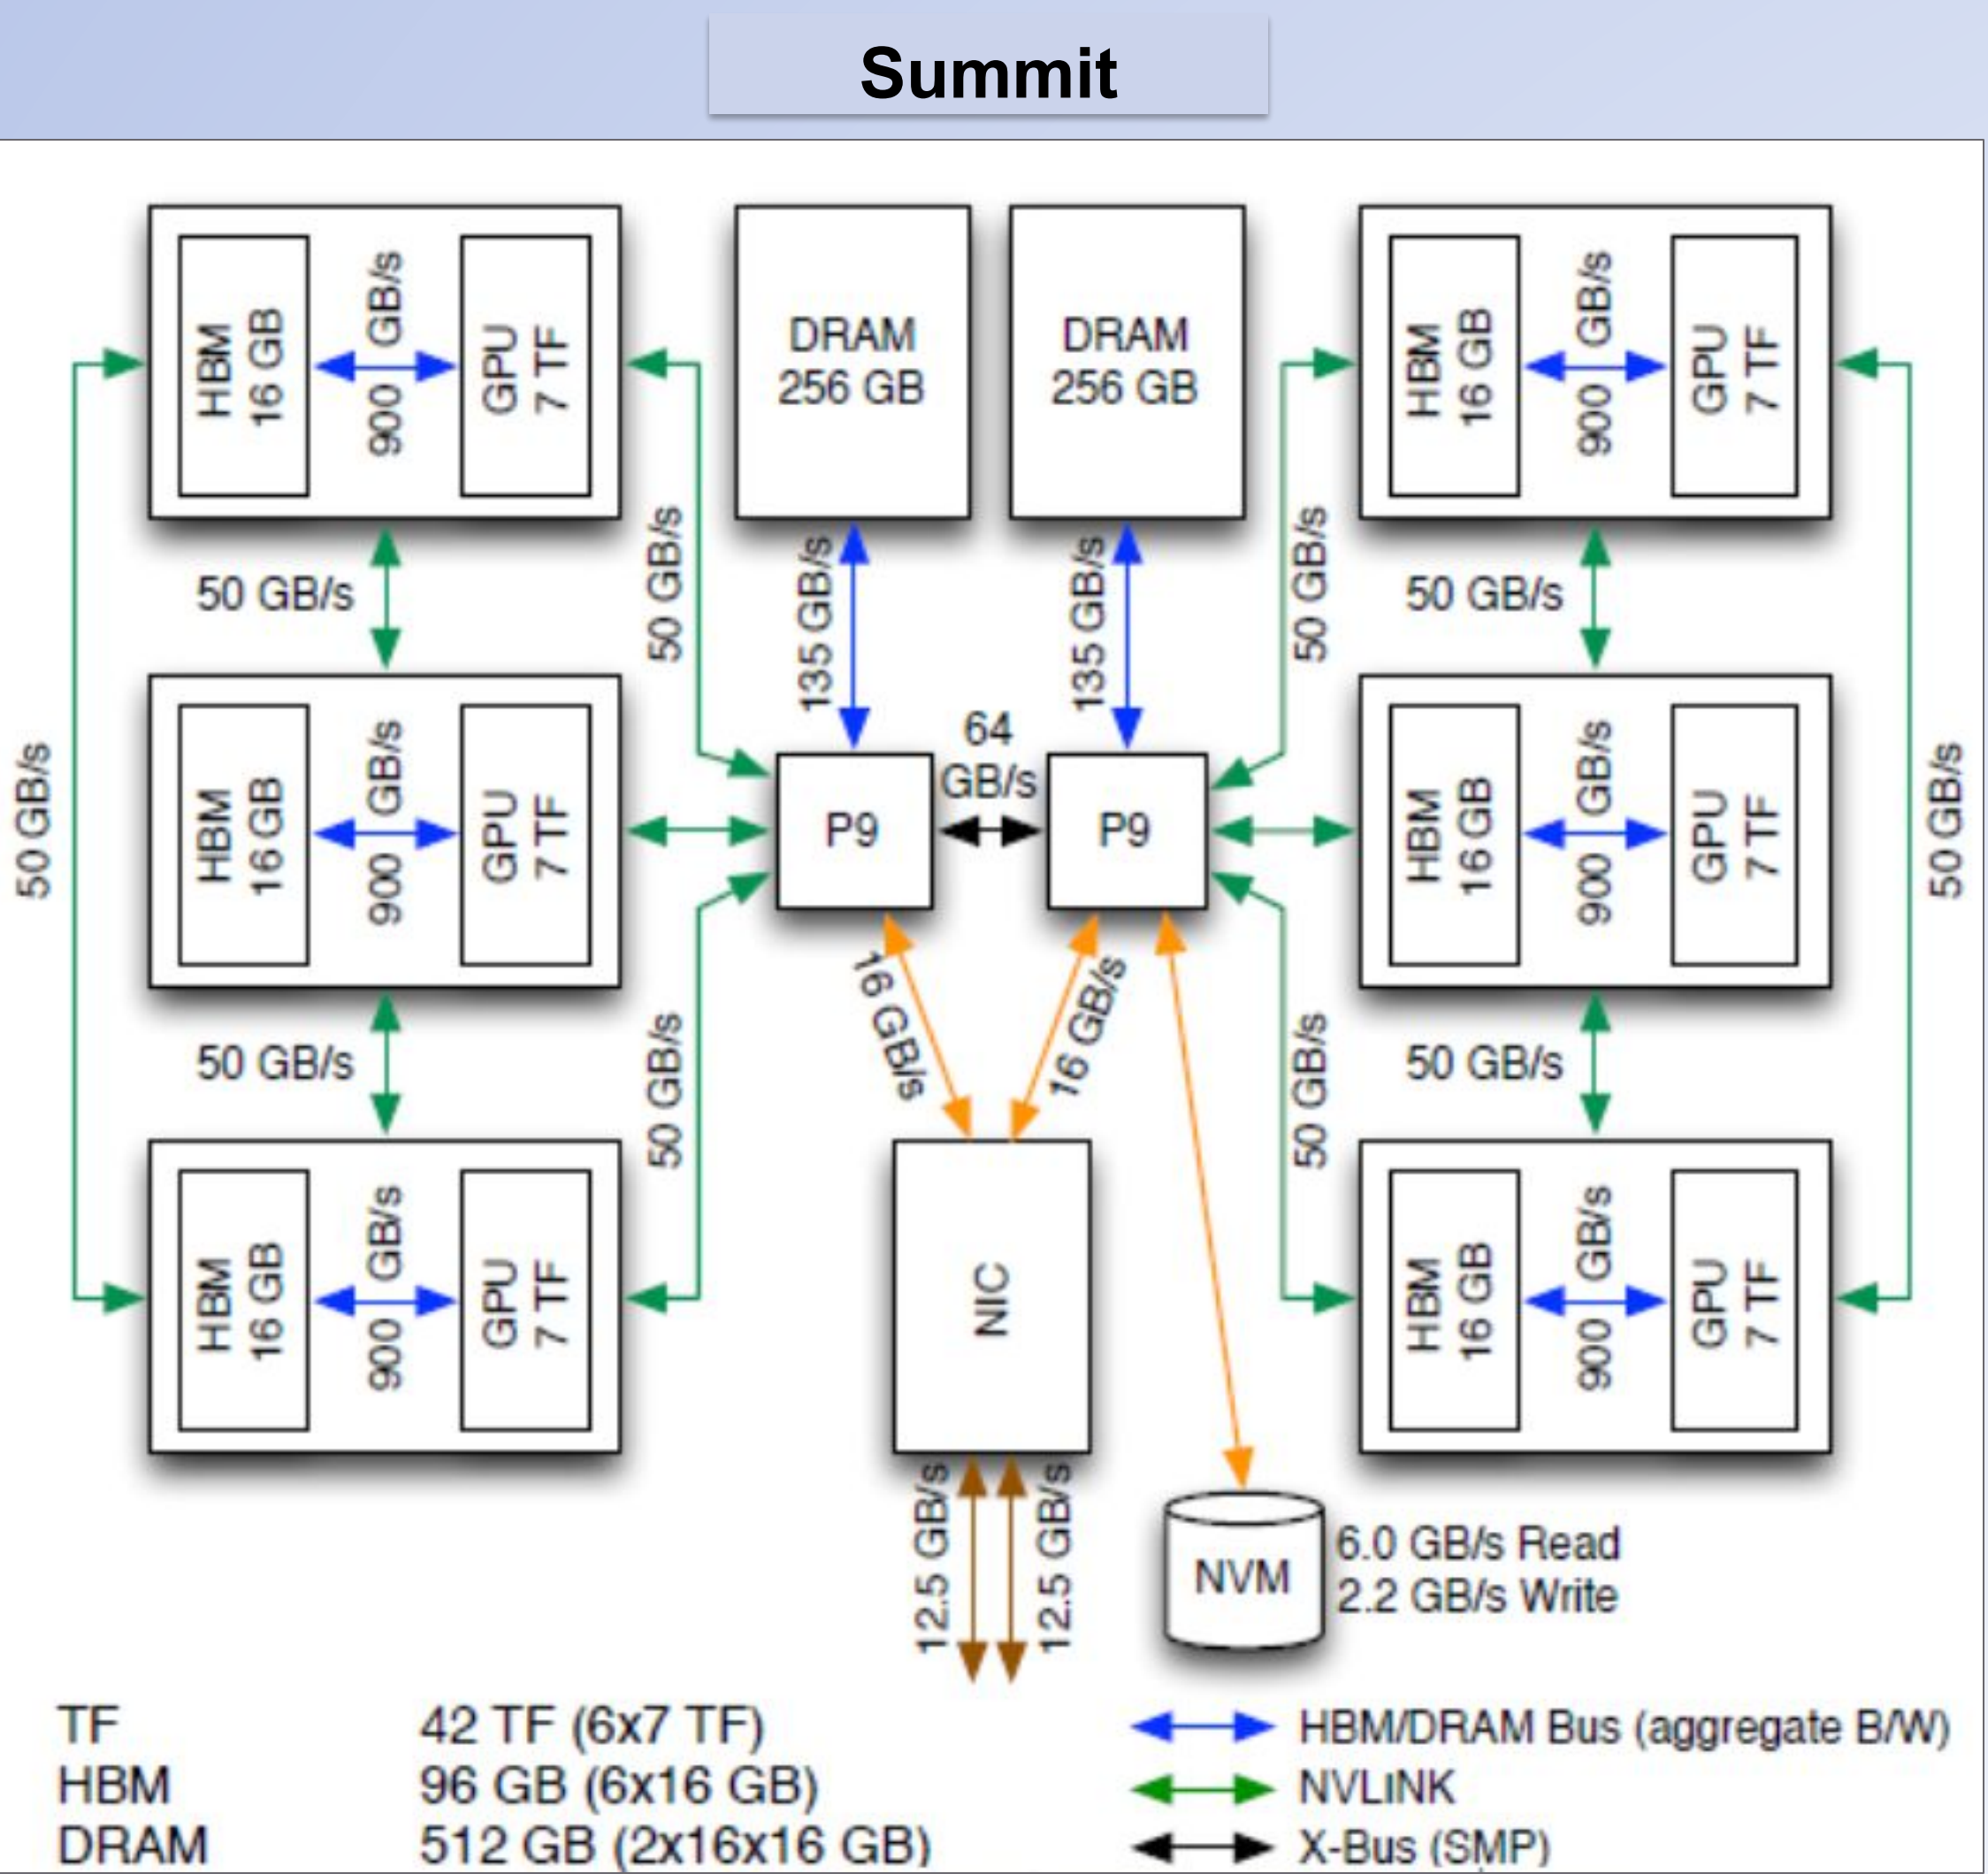 Summit
HBM
16 GB
900 GB/s
GPU
7 TF
DRAM
256 GB
DRAM
256 GB
HBM
16 GB
900 GB/s
GPU
7 TF
50 GB/s
50 GB/s
135 GB/s
135 GB/s
50 GB/s
50 GB/s
50 GB/s
HBM
16 GB
900 GB/s
GPU
7 TF
P9
64
GB/s
P9
HBM
16 GB
900 GB/s
GPU
7 TF
50 GB/s
50 GB/s
50 GB/s
16 GB/s
16 GB/s
50 GB/s
50 GB/s
HBM
16 GB
900 GB/s
GPU
7 TF
NIC
HBM
16 GB
900 GB/s
GPU
7 TF
12.5 GB/s
12.5 GB/s
NVM
6.0 GB/s Read
2.2 GB/s Write
TF 42 TF (6x7 TF)
HBM 96 GB (6x16 GB)
DRAM 512 GB (2x16x16 GB)
HBM/DRAM Bus (aggregate B/W)
NVLINK
X-Bus (SMP)